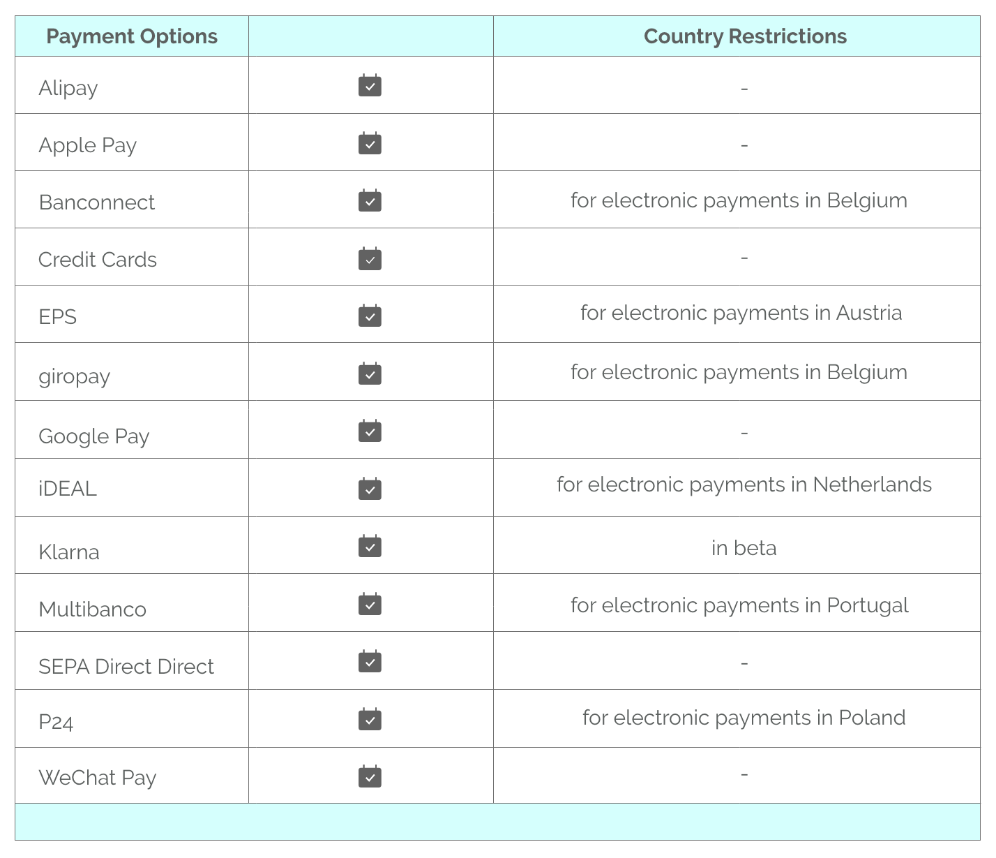 Payment Options Country Restrictions
Alipay -
Apple Pay -
Banconnect for electronic payments in Belgium
Credit Cards -
EPS for electronic payments in Austria
giropay for electronic payments in Belgium
Google Pay -
iDEAL for electronic payments in Netherlands
Klarna in beta
Multibanco for electronic payments in Portugal
SEPA Direct Direct -
P24 for electronic payments in Poland
WeChat Pay -